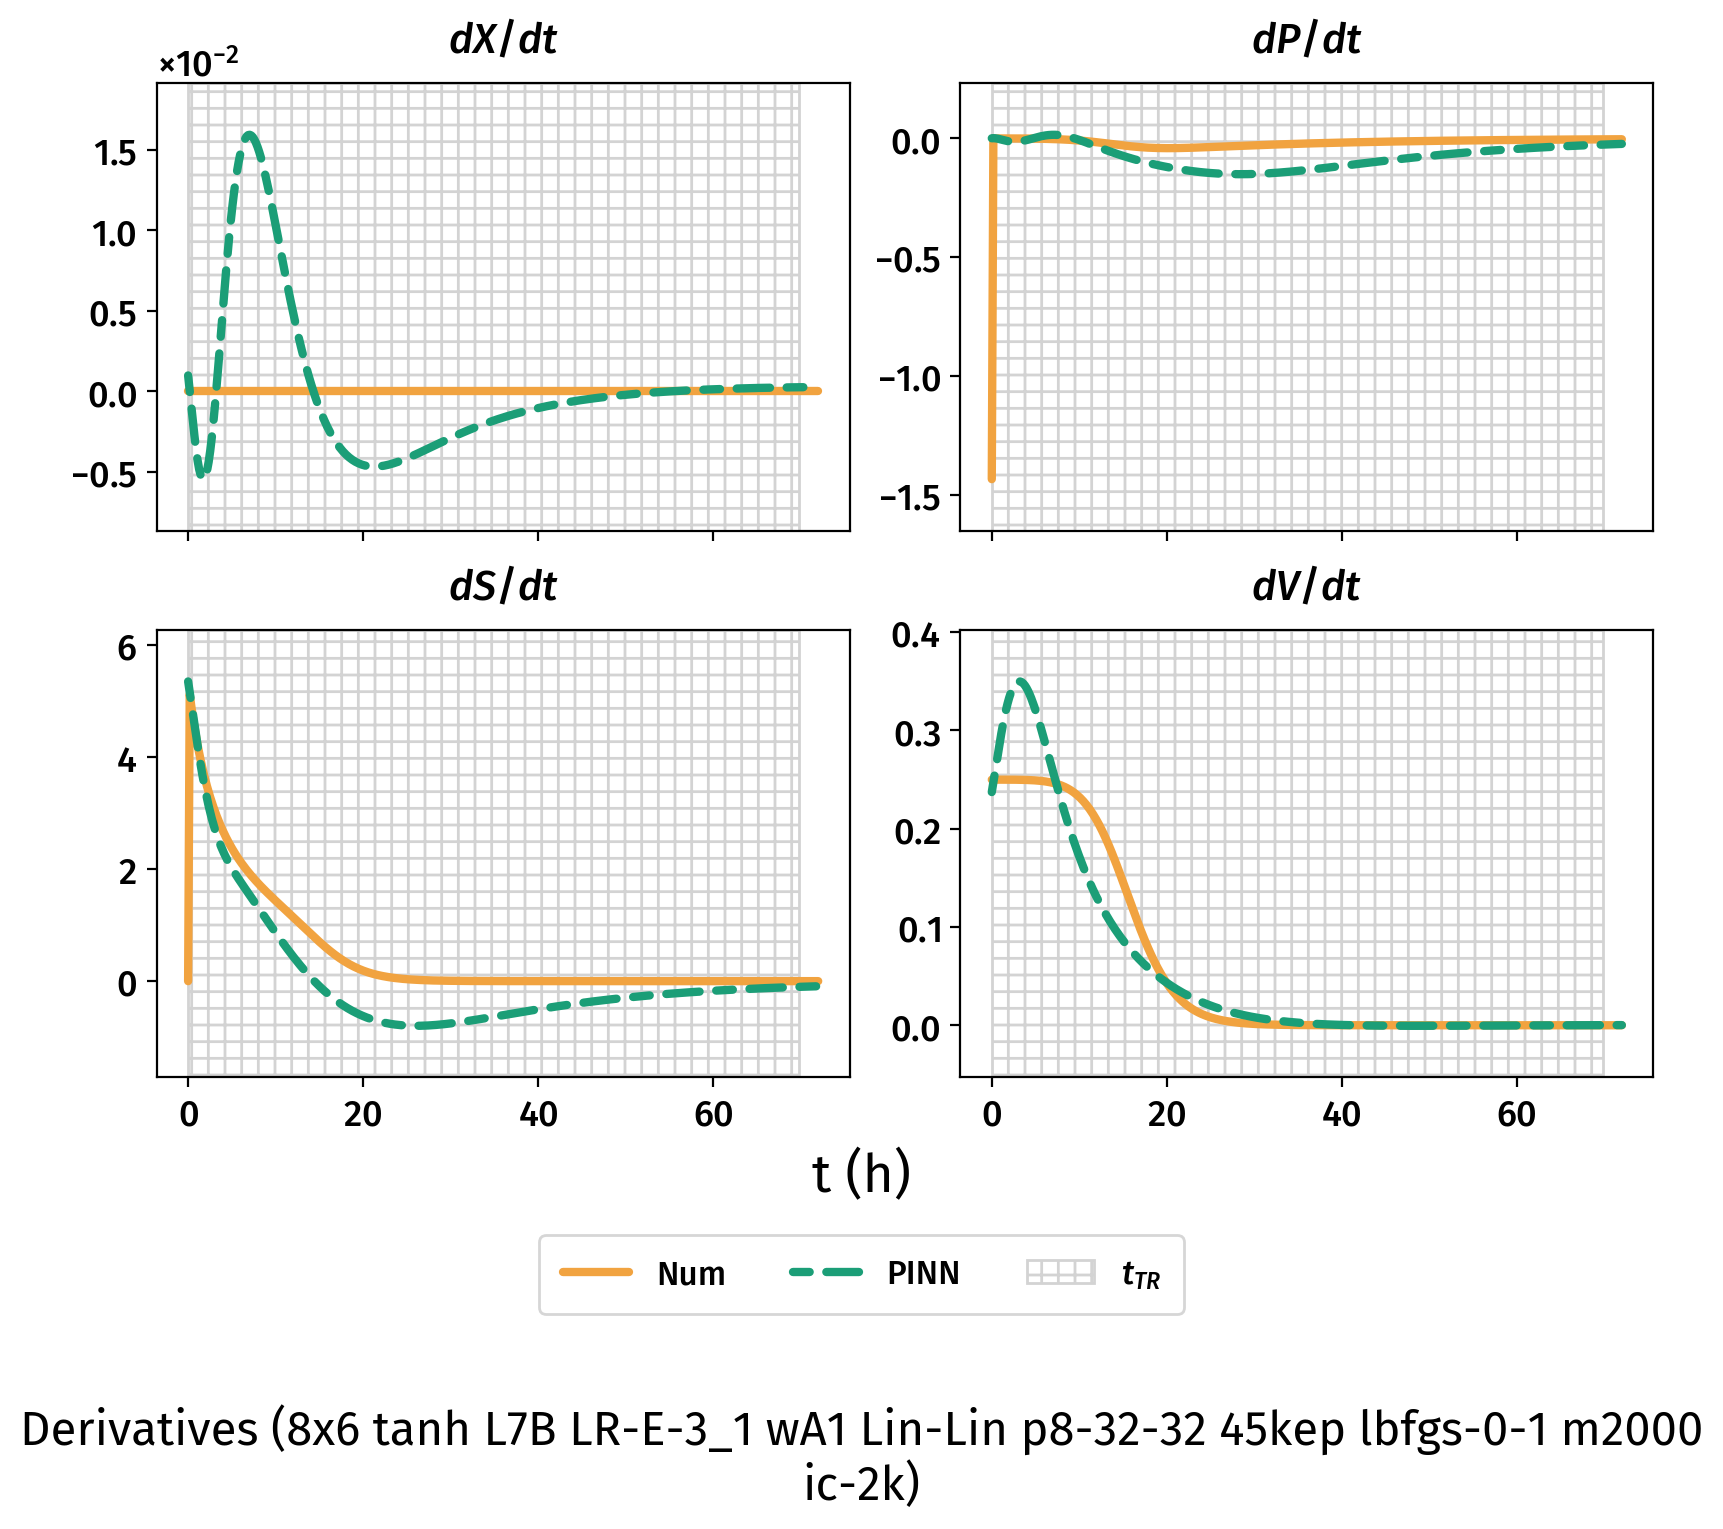 dX/dt
dP/dt
×10⁻²
1.5
1.0
0.5
0.0
−0.5
0.0
−0.5
−1.0
−1.5
dS/dt
dV/dt
6
4
2
0
0.4
0.3
0.2
0.1
0.0
0 20 40 60
0 20 40 60
t (h)
Num PINN t_TR
Derivatives (8x6 tanh L7B LR-E-3_1 wA1 Lin-Lin p8-32-32 45kep lbfgs-0-1 m2000
ic-2k)